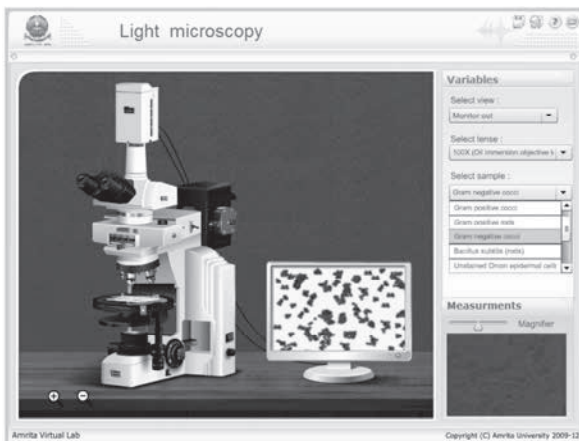 Light microscopy
Variables
Select view :
Monitor out
Select lense :
100X (Oil immersion objective
Select sample :
Gram negative cocci
Gram positive cocci
Gram positive rods
Gram negative cocci
Bacillus subtilis (rods)
Unstained Onion epidermal cells
Measurments
Magnifier
Amrita Virtual Lab
Copyright (C) Amrita University 2009-12